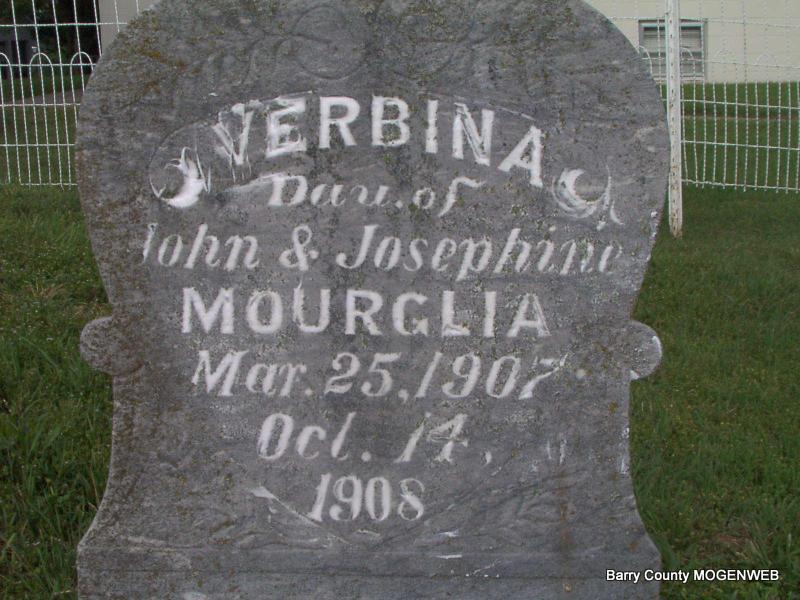 VERBINA
Dau. of
John & Josephine
MOURGLIA
Mar. 25, 1907
Oct. 14,
1908
Barry County MOGENWEB